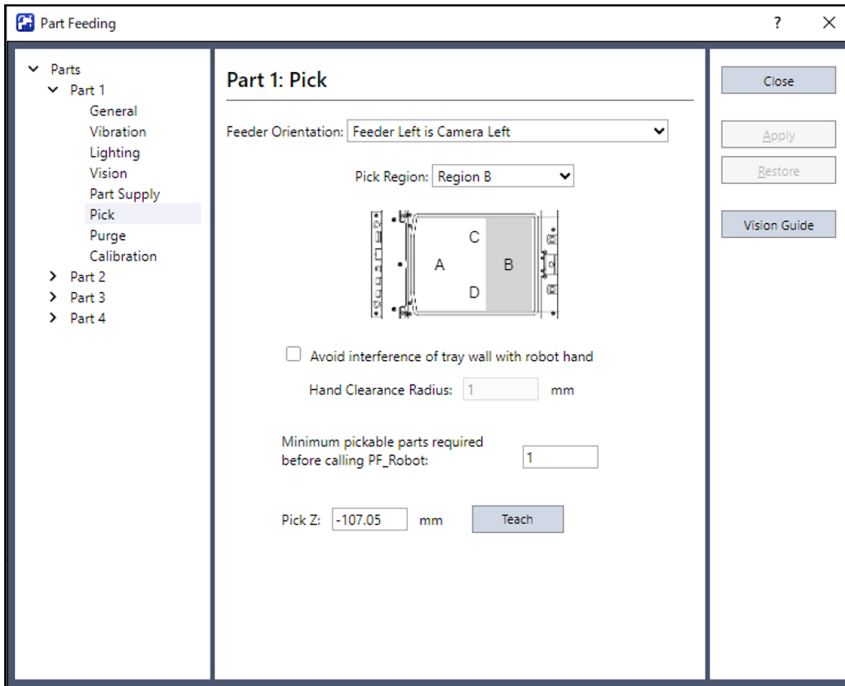 Part Feeding
?
Parts
Part 1
General
Vibration
Lighting
Vision
Part Supply
Pick
Purge
Calibration
Part 2
Part 3
Part 4
Part 1: Pick
Feeder Orientation: Feeder Left is Camera Left
Pick Region: Region B
C
A
B
D
Avoid interference of tray wall with robot hand
Hand Clearance Radius: 1 mm
Minimum pickable parts required
before calling PF_Robot: 1
Pick Z: -107.05 mm Teach
Close
Apply
Restore
Vision Guide